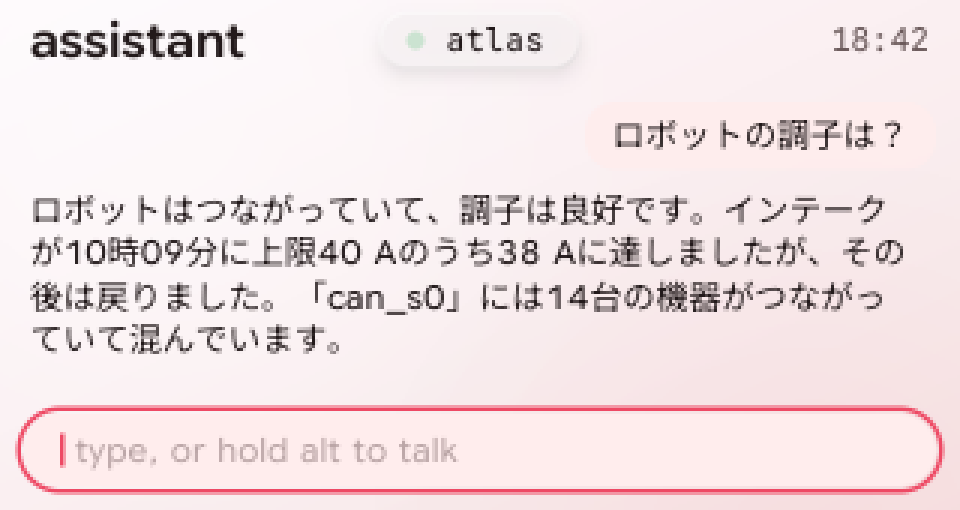 assistant
atlas
18:42
ロボットの調子は？
ロボットはつながっていて、調子は良好です。インテーク
が10時09分に上限40 Aのうち38 Aに達しましたが、その
後は戻りました。「can_s0」には14台の機器がつながっ
ていて混んでいます。
type, or hold alt to talk